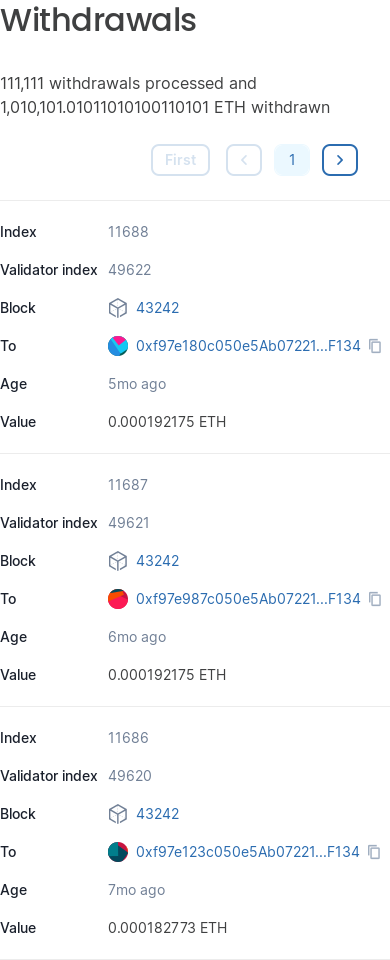 Withdrawals
111,111 withdrawals processed and
1,010,101.01011010100110101 ETH withdrawn
First 1
Index 11688
Validator index 49622
Block 43242
To 0xf97e180c050e5Ab07221...F134
Age 5mo ago
Value 0.000192175 ETH
Index 11687
Validator index 49621
Block 43242
To 0xf97e987c050e5Ab07221...F134
Age 6mo ago
Value 0.000192175 ETH
Index 11686
Validator index 49620
Block 43242
To 0xf97e123c050e5Ab07221...F134
Age 7mo ago
Value 0.000182773 ETH